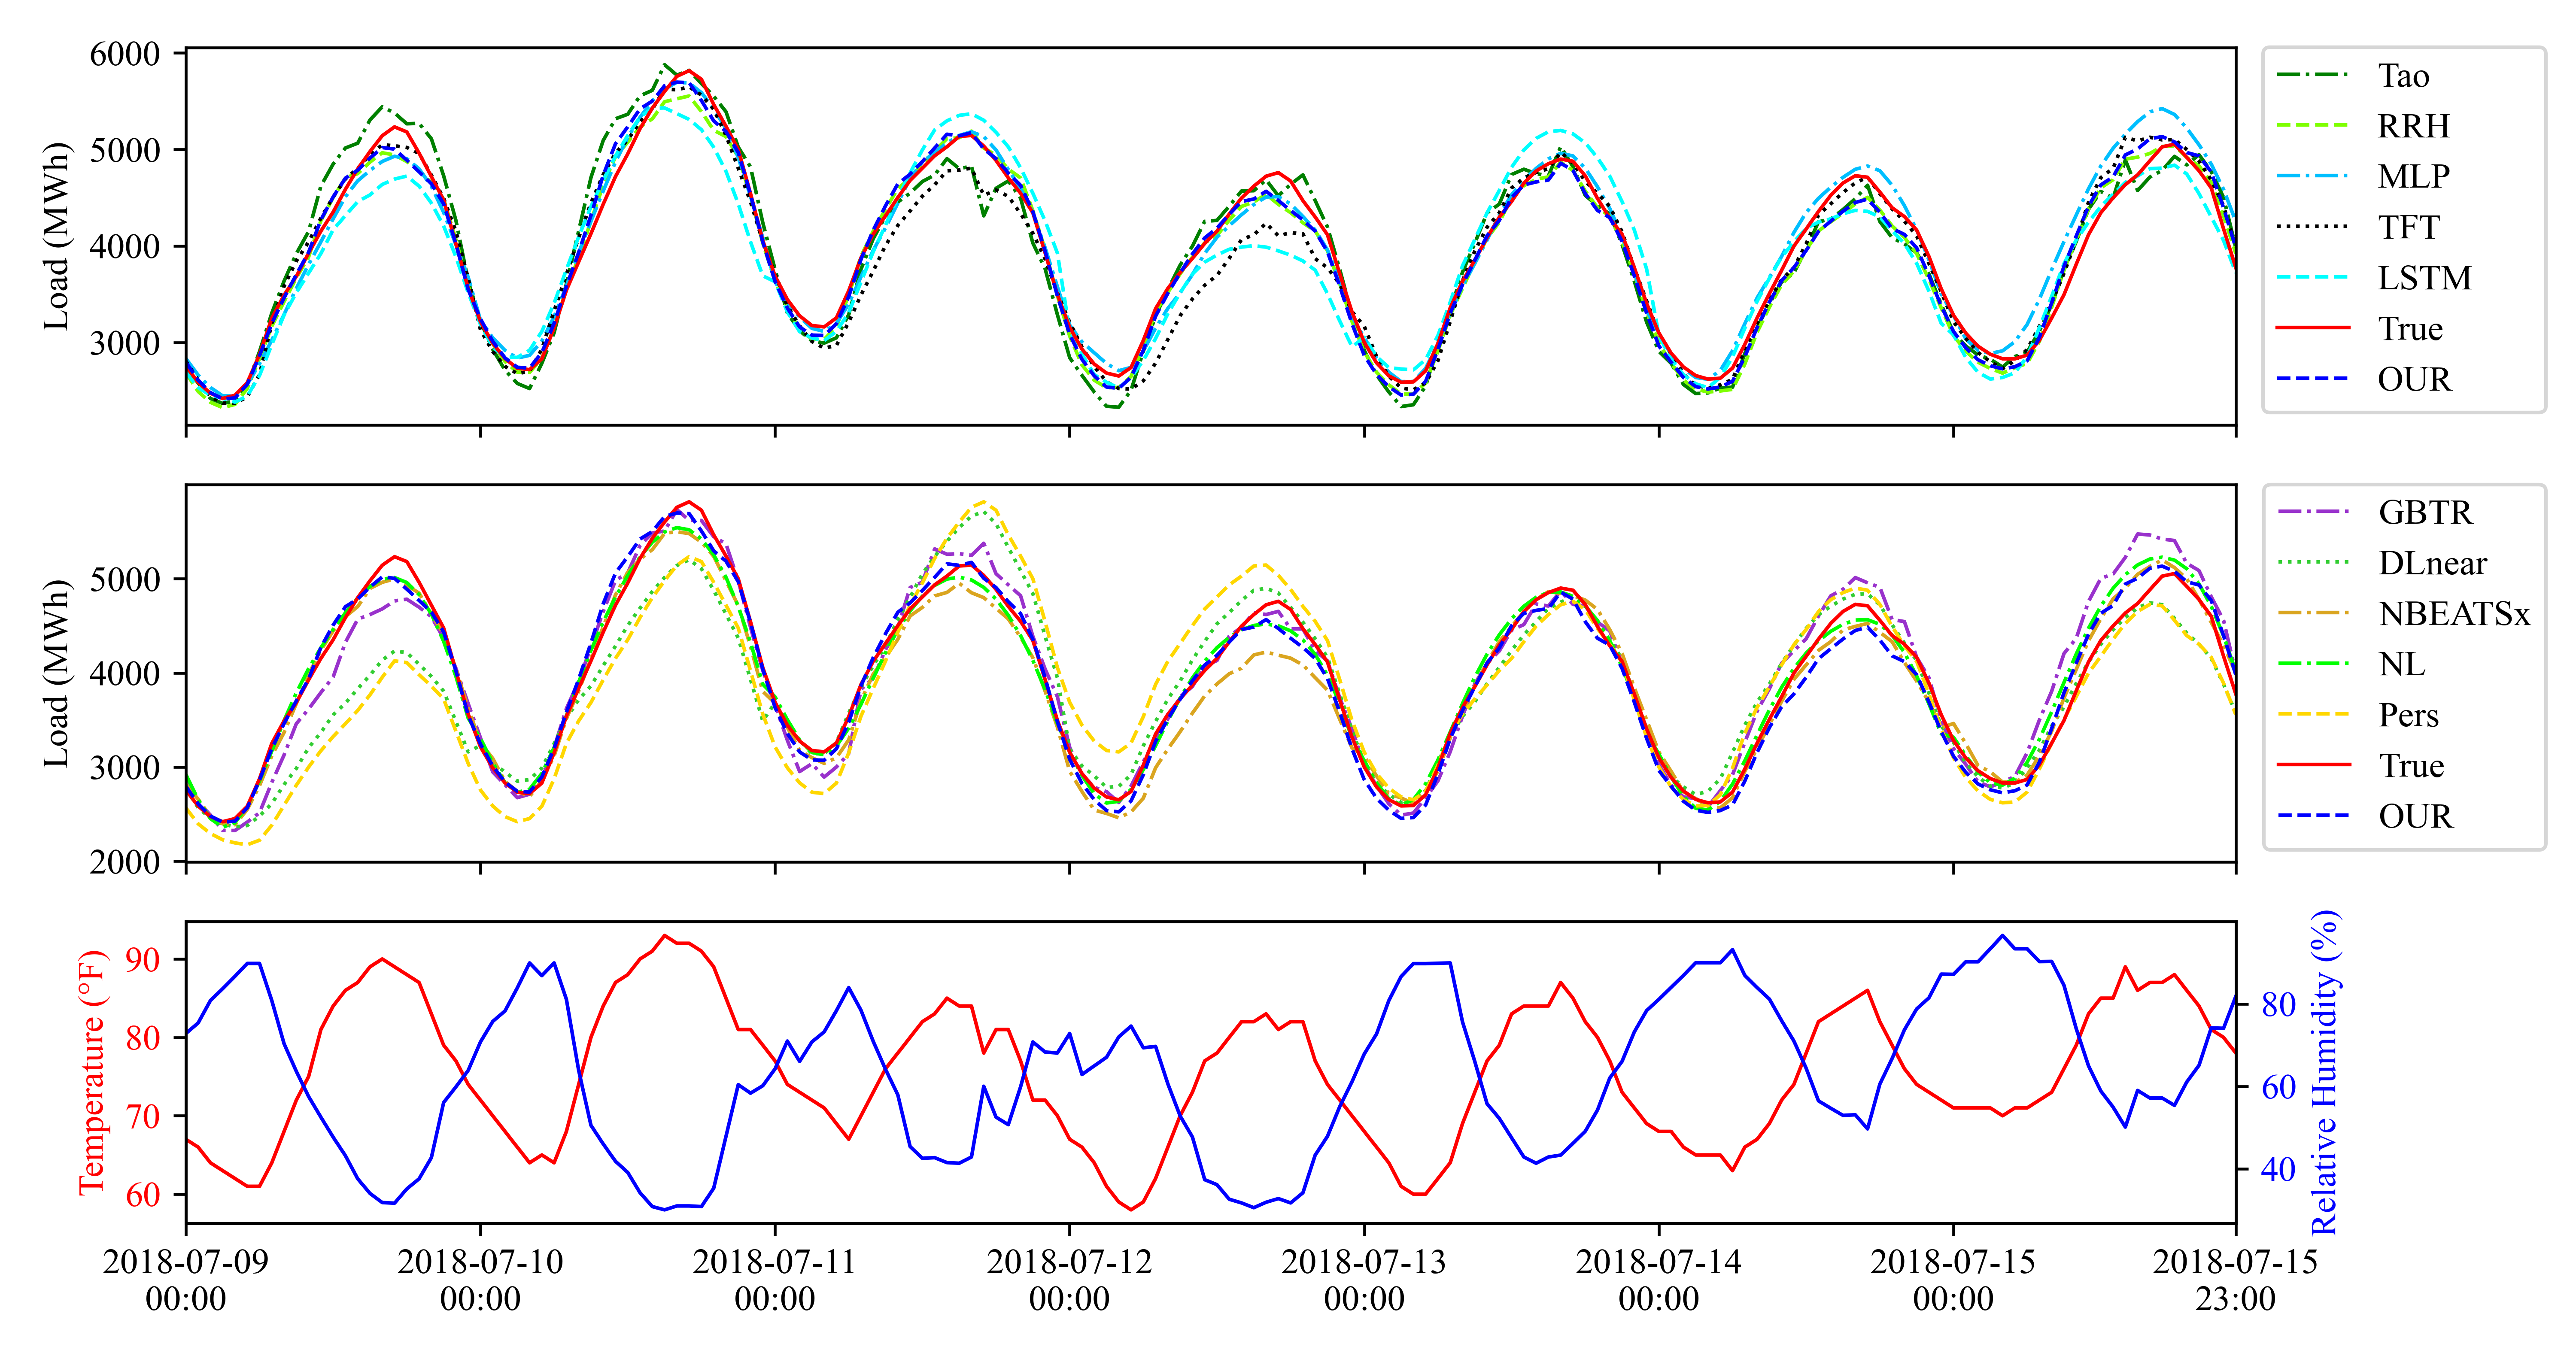 6000
5000
4000
3000
Load (MWh)
Tao
RRH
MLP
TFT
LSTM
True
OUR
5000
4000
3000
2000
Load (MWh)
GBTR
DLnear
NBEATSx
NL
Pers
True
OUR
90
80
70
60
Temperature (°F)
80
60
40
Relative Humidity (%)
2018-07-09 2018-07-10 2018-07-11 2018-07-12 2018-07-13 2018-07-14 2018-07-15 2018-07-15
00:00 00:00 00:00 00:00 00:00 00:00 00:00 23:00